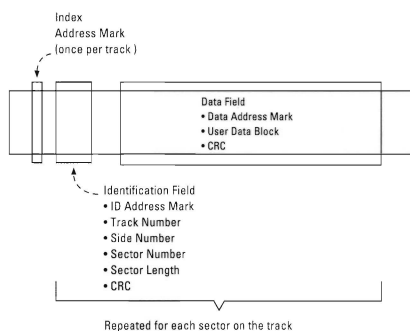 Index
Address Mark
(once per track )
Data Field
• Data Address Mark
• User Data Block
• CRC
Identification Field
• ID Address Mark
• Track Number
• Side Number
• Sector Number
• Sector Length
• CRC
Repeated for each sector on the track